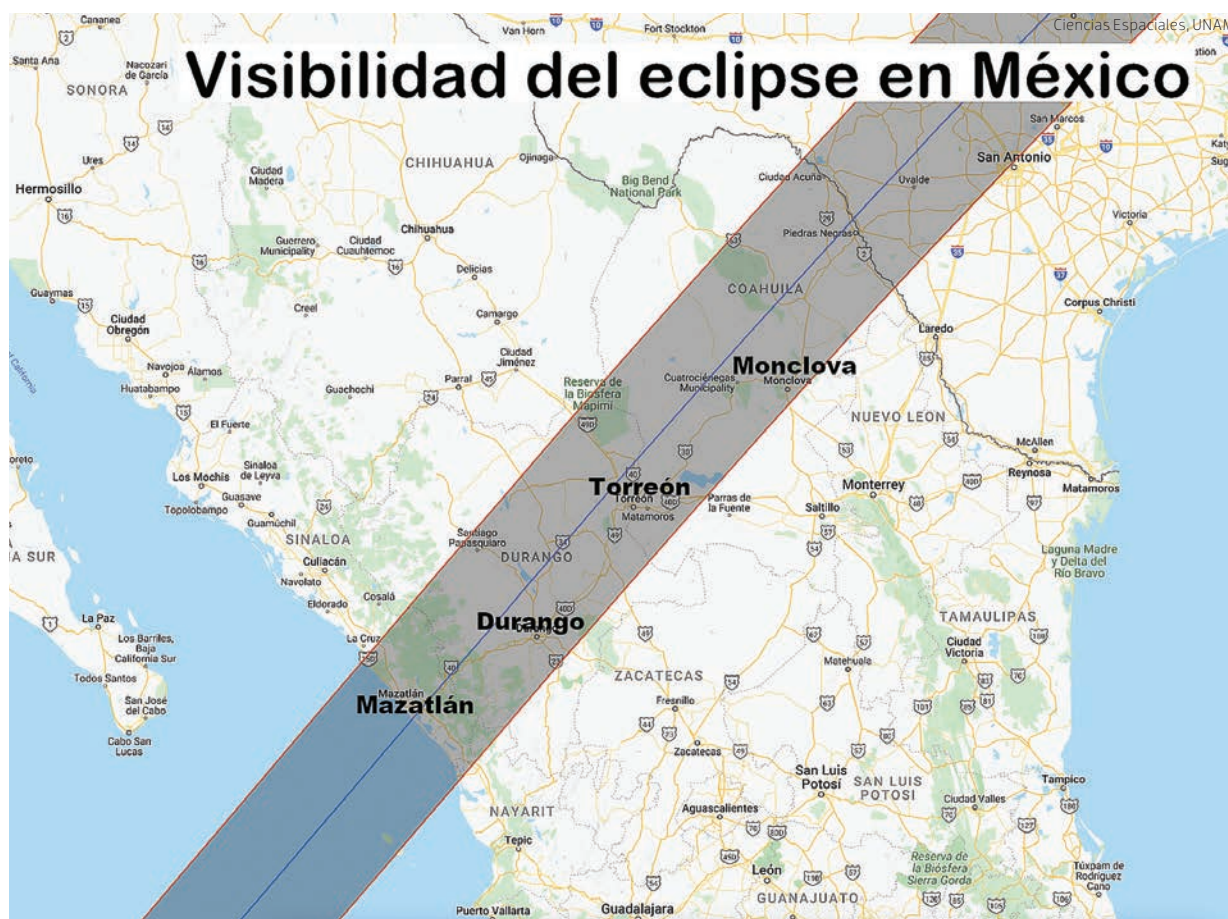 Ciencias Espaciales, UNAM
Visibilidad del eclipse en México
Cananea
Van Horn
Fort Stockton
Santa Ana
Nacozari
de García
SONORA
San Marcos
Ures
CHIHUAHUA
Ojinaga
San Antonio
Ciudad
Madera
Big Bend
National Park
Ciudad Acuña
Uvalde
Hermosillo
Victoria
Chihuahua
Guerrero
Municipality
Ciudad
Cuauhtemoc
Piedras Negras
Delicias
Guaymas
Creel
COAHUILA
Corpus Christi
Ciudad
Obregón
Camargo
Laredo
Navojoa
Álamos
Ciudad
Jiménez
Monclova
Huatabampo
Guachochi
Parral
Reserva de
la Biósfera
Mapimí
Cuatrociénegas
Municipality
Monclova
NUEVO LEON
El Fuerte
McAllen
Reynosa
Los Mochis
Sinaloa
de Leyva
Torreón
Torreón
Monterrey
Matamoros
Topolobampo
Guasave
Guamúchil
Matamoros
Parras de
la Fuente
Saltillo
SINALOA
Santiago
Papasquiaro
DURANGO
Culiacán
Laguna Madre
y Delta del
Río Bravo
Navolato
Eldorado
Cosalá
La Paz
Durango
TAMAULIPAS
La Cruz
Los Barriles,
Baja
California Sur
Ciudad
Victoria
Todos Santos
ZACATECAS
Matehuala
San José
del Cabo
Mazatlán
Mazatlán
Fresnillo
Cabo San
Lucas
Zacatecas
San Luis
Potosí
SAN LUIS
POTOSI
Tampico
NAYARIT
Aguascalientes
Ciudad Valles
Tepic
León
Reserva de
la Biósfera
Sierra Gorda
Túxpam de
Rodríguez
Cano
Puerto Vallarta
Guadalajara
GUANAJUATO